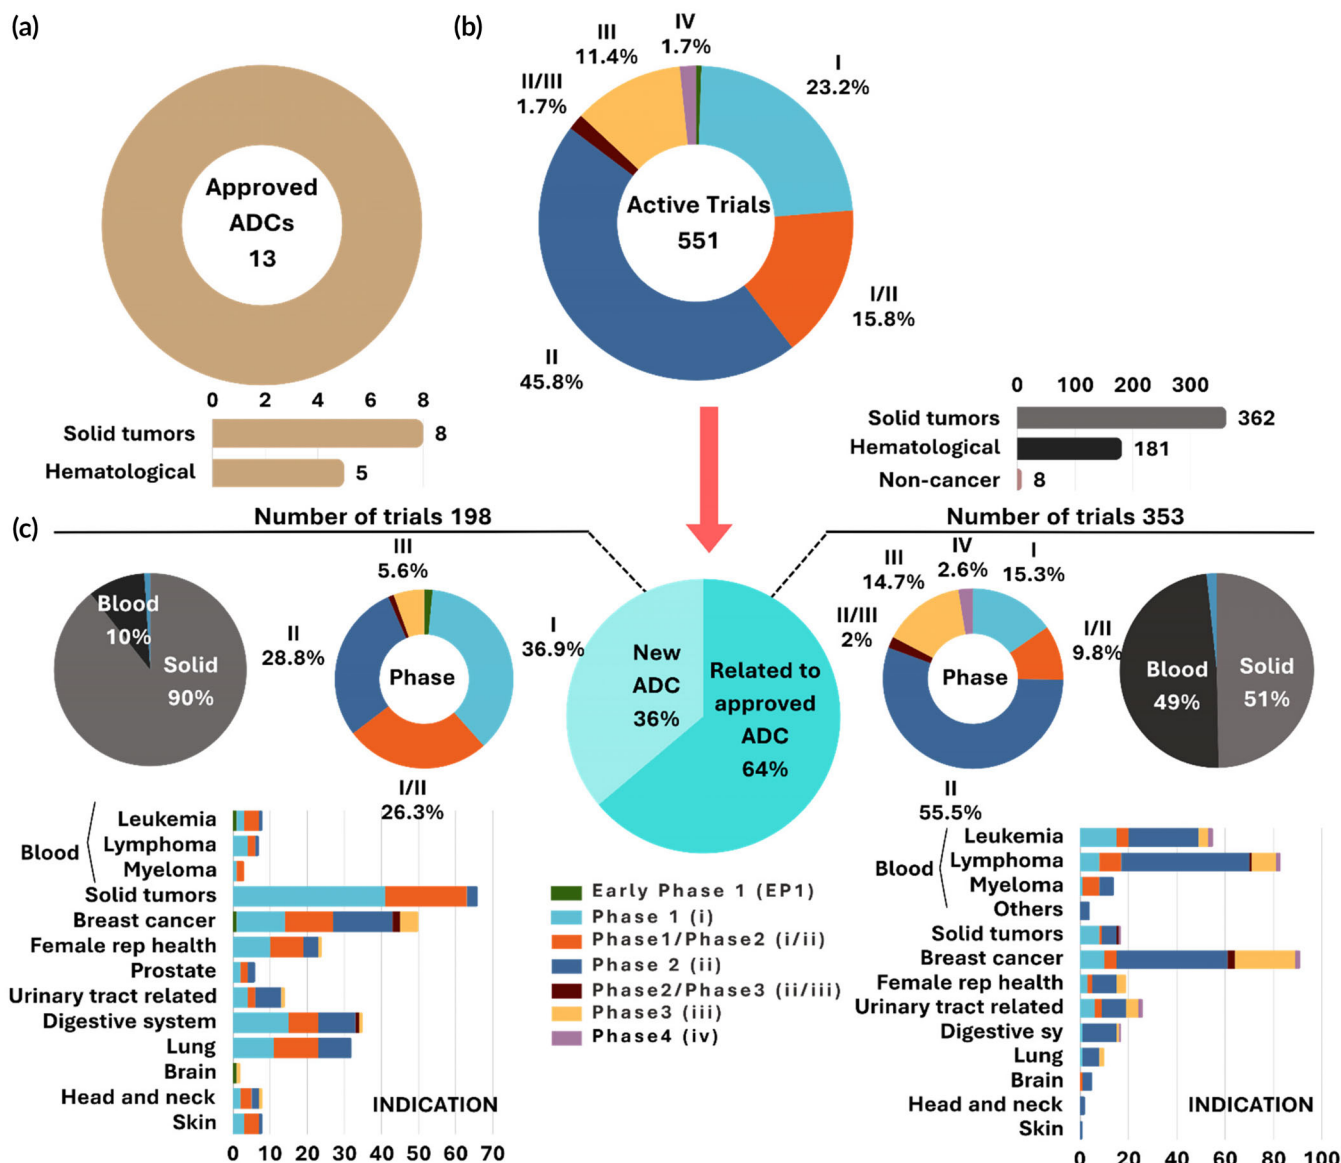 (a)
Approved
ADCs
13
0 2 4 6 8
Solid tumors 8
Hematological 5
(b)
IV
1.7%
III
11.4%
II/III
1.7%
I
23.2%
I/II
15.8%
II
45.8%
Active Trials
551
0 100 200 300
Solid tumors 362
Hematological 181
Non-cancer 8
(c)
Number of trials 198
Number of trials 353
Blood
10%
Solid
90%
III
5.6%
II
28.8%
I
36.9%
Phase
I/II
26.3%
New
ADC
36%
Related to
approved
ADC
64%
IV
2.6%
III
14.7%
I
15.3%
II/III
2%
I/II
9.8%
Phase
II
55.5%
Blood
49%
Solid
51%
Blood
Leukemia
Lymphoma
Myeloma
Solid tumors
Breast cancer
Female rep health
Prostate
Urinary tract related
Digestive system
Lung
Brain
Head and neck
Skin
INDICATION
0 10 20 30 40 50 60 70
Early Phase 1 (EP1)
Phase 1 (i)
Phase1/Phase2 (i/ii)
Phase 2 (ii)
Phase2/Phase3 (ii/iii)
Phase3 (iii)
Phase4 (iv)
Blood
Leukemia
Lymphoma
Myeloma
Others
Solid tumors
Breast cancer
Female rep health
Urinary tract related
Digestive sy
Lung
Brain
Head and neck
Skin
INDICATION
0 20 40 60 80 100